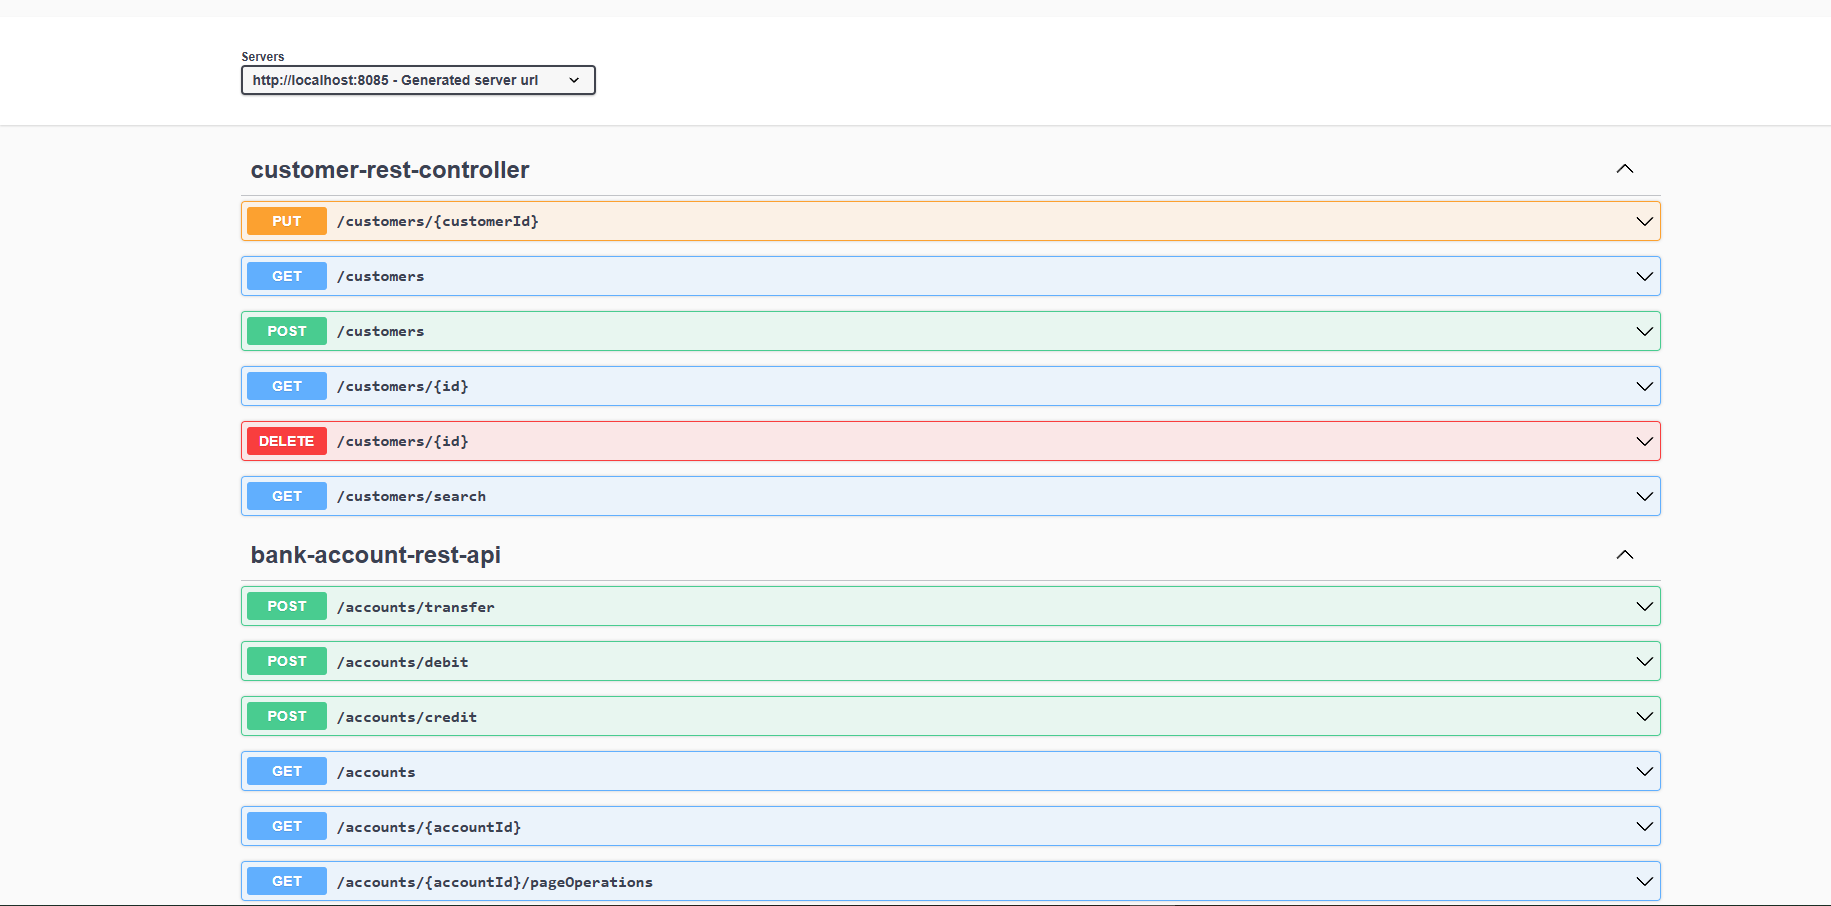 Servers
http://localhost:8085 - Generated server url
customer-rest-controller
PUT /customers/{customerId}
GET /customers
POST /customers
GET /customers/{id}
DELETE /customers/{id}
GET /customers/search
bank-account-rest-api
POST /accounts/transfer
POST /accounts/debit
POST /accounts/credit
GET /accounts
GET /accounts/{accountId}
GET /accounts/{accountId}/pageOperations